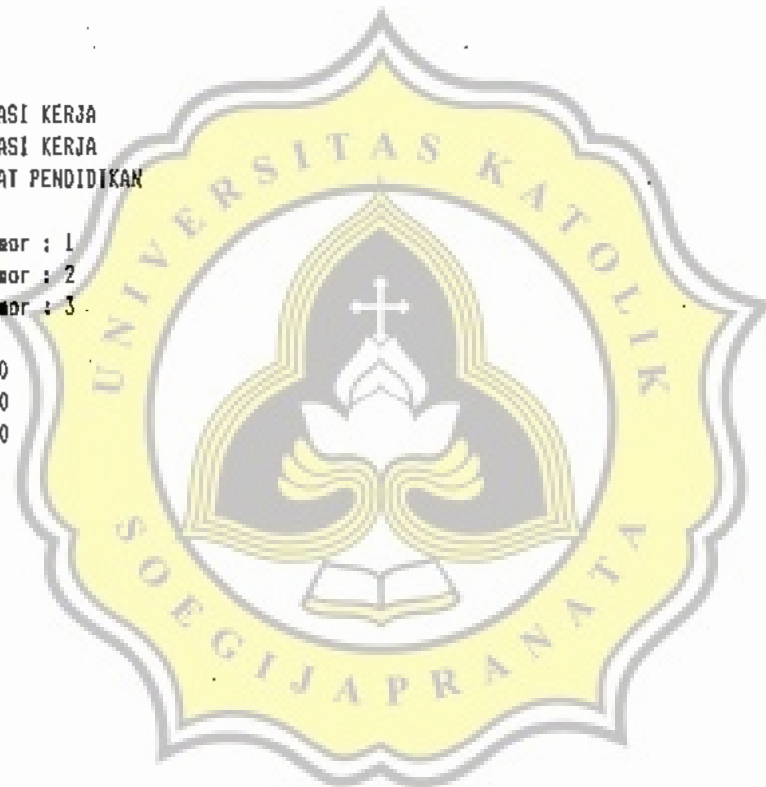 ASI KERJA
ASI KERJA
AT PENDIDIKAN
mor : 1
mor : 2
mor : 3
0
0
0
UNIVERSITAS KATOLIK
SOEGIJAPRANATA